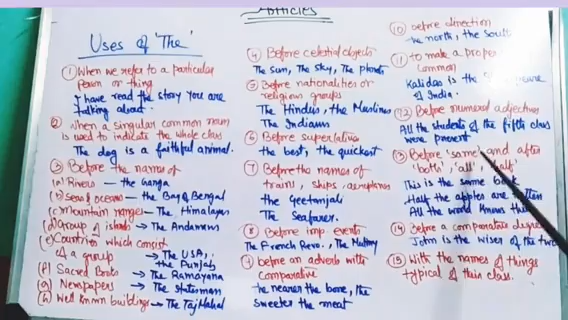 Articles
Uses of 'The'
① When we refer to a particular
person or thing
I have read the story you are
talking about.
② when a singular common noun
is used to indicate the whole class
The dog is a faithful animal.
③ Before the names of
(a) Rivers — the Ganga
(b) Seas & oceans — the Bay of Bengal
(c) mountain ranges → The Himalayas
(d) Group of islands → The Andamans
(e) Countries which consist
of a group → The USA,
the Punjab
(f) Sacred Books → The Ramayana
(g) Newspapers → The Statesman
(h) Well known buildings → The Taj Mahal
④ Before celestial objects
The Sun, The Sky, The planets
⑤ Before nationalities or
religious groups
The Hindus, the Muslims
The Indians
⑥ Before superlative
the best, the quickest
⑦ Before the names of
trains, ships, aeroplanes
The Geetanjali
The Seafarer.
⑧ Before imp events
The French Revo., The Mutiny
⑨ before an adverb with
comparative
the nearer the bone, the
sweeter the meat
⑩ before direction
the north, the south
⑪ to make a proper
common
Kalidas is the
of India.
⑫ Before numeral adjectives
All the students of the fifth class
were present
⑬ Before 'same' and after
'both', 'all', 'half'
This is the same book
Half the apples are
All the world knows
⑭ Before a comparative degree
John is the wiser of the two
⑮ With the names of things
typical of their class.